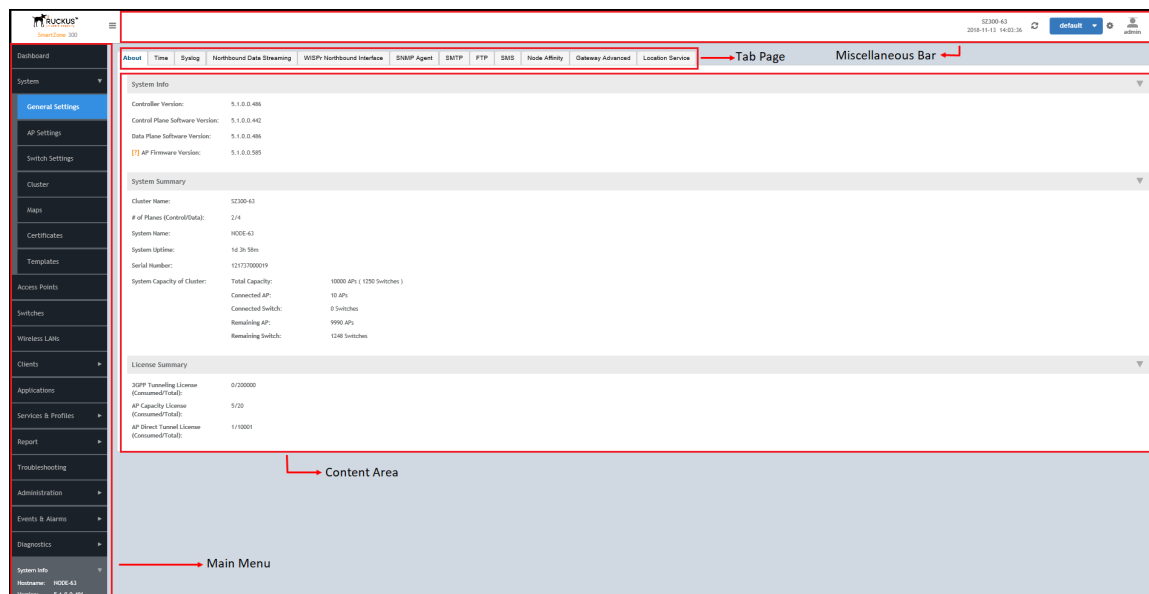 RUCKUS™
SmartZone 300
SZ300-63
2018-11-13 14:03:36
default
admin
Dashboard
System
General Settings
AP Settings
Switch Settings
Cluster
Maps
Certificates
Templates
Access Points
Switches
Wireless LANs
Clients
Applications
Services & Profiles
Report
Troubleshooting
Administration
Events & Alarms
Diagnostics
System Info
Hostname: NODE-63
About Time Syslog Northbound Data Streaming WISPr Northbound Interface SNMP Agent SMTP FTP SMS Node Affinity Gateway Advanced Location Service
Tab Page
Miscellaneous Bar
System Info
Controller Version: 5.1.0.0.486
Control Plane Software Version: 5.1.0.0.442
Data Plane Software Version: 5.1.0.0.486
[?] AP Firmware Version: 5.1.0.0.585
System Summary
Cluster Name: SZ300-63
# of Planes (Control/Data): 2/4
System Name: NODE-63
System Uptime: 1d 3h 58m
Serial Number: 121737000019
System Capacity of Cluster: Total Capacity: 10000 APs ( 1250 Switches )
Connected AP: 10 APs
Connected Switch: 0 Switches
Remaining AP: 9990 APs
Remaining Switch: 1248 Switches
License Summary
3GPP Tunneling License 0/200000
(Consumed/Total):
AP Capacity License 5/20
(Consumed/Total):
AP Direct Tunnel License 1/10001
(Consumed/Total):
Content Area
Main Menu